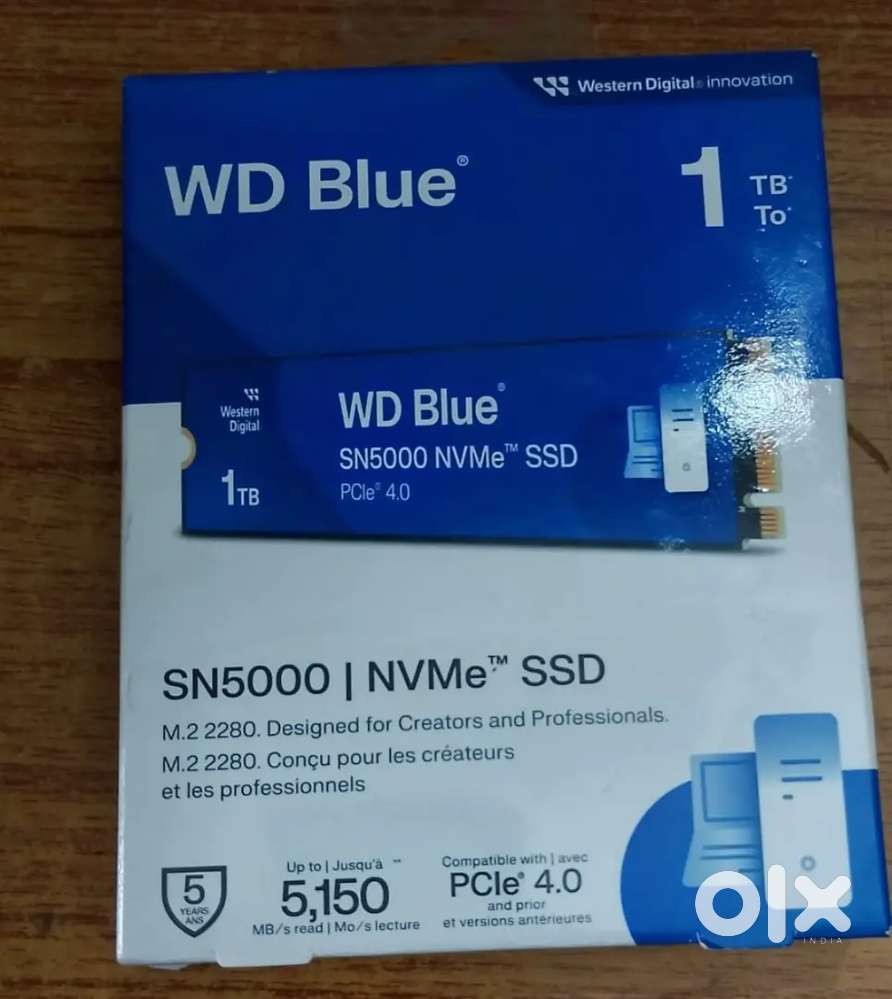 Western Digital® innovation
WD Blue®
1 TB*
To*
Western
Digital
1TB
WD Blue®
SN5000 NVMe™ SSD
PCIe® 4.0
SN5000 | NVMe™ SSD
M.2 2280. Designed for Creators and Professionals.
M.2 2280. Conçu pour les créateurs
et les professionnels
5
YEARS
ANS
Up to | Jusqu'à **
5,150
MB/s read | Mo/s lecture
Compatible with | avec
PCIe® 4.0
and prior
et versions antérieures
olx
INDIA